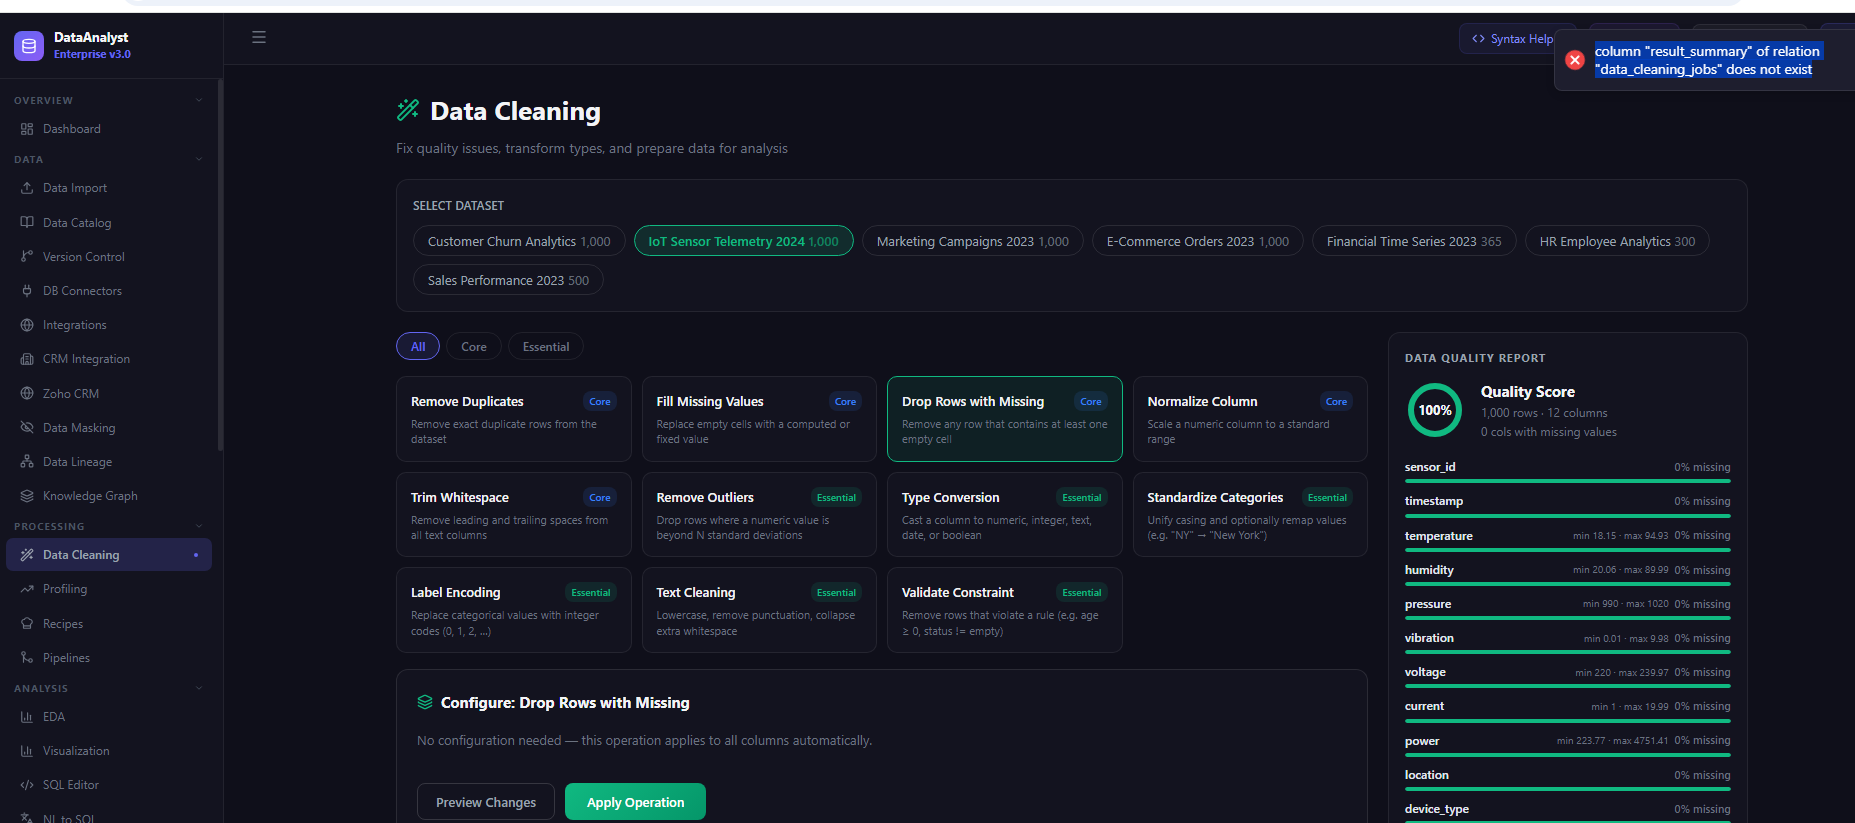 DataAnalyst
Enterprise v3.0
OVERVIEW
Dashboard
DATA
Data Import
Data Catalog
Version Control
DB Connectors
Integrations
CRM Integration
Zoho CRM
Data Masking
Data Lineage
Knowledge Graph
PROCESSING
Data Cleaning
Profiling
Recipes
Pipelines
ANALYSIS
EDA
Visualization
SQL Editor
NL to SQL
Syntax Help
column "result_summary" of relation
"data_cleaning_jobs" does not exist
Data Cleaning
Fix quality issues, transform types, and prepare data for analysis
SELECT DATASET
Customer Churn Analytics 1,000
IoT Sensor Telemetry 2024 1,000
Marketing Campaigns 2023 1,000
E-Commerce Orders 2023 1,000
Financial Time Series 2023 365
HR Employee Analytics 300
Sales Performance 2023 500
All
Core
Essential
Remove Duplicates Core
Remove exact duplicate rows from the
dataset
Fill Missing Values Core
Replace empty cells with a computed or
fixed value
Drop Rows with Missing Core
Remove any row that contains at least one
empty cell
Normalize Column Core
Scale a numeric column to a standard
range
Trim Whitespace Core
Remove leading and trailing spaces from
all text columns
Remove Outliers Essential
Drop rows where a numeric value is
beyond N standard deviations
Type Conversion Essential
Cast a column to numeric, integer, text,
date, or boolean
Standardize Categories Essential
Unify casing and optionally remap values
(e.g. "NY" → "New York")
Label Encoding Essential
Replace categorical values with integer
codes (0, 1, 2, ...)
Text Cleaning Essential
Lowercase, remove punctuation, collapse
extra whitespace
Validate Constraint Essential
Remove rows that violate a rule (e.g. age
≥ 0, status != empty)
Configure: Drop Rows with Missing
No configuration needed — this operation applies to all columns automatically.
Preview Changes
Apply Operation
DATA QUALITY REPORT
100%
Quality Score
1,000 rows · 12 columns
0 cols with missing values
sensor_id 0% missing
timestamp 0% missing
temperature min 18.15 · max 94.93 0% missing
humidity min 20.06 · max 89.99 0% missing
pressure min 990 · max 1020 0% missing
vibration min 0.01 · max 9.98 0% missing
voltage min 220 · max 239.97 0% missing
current min 1 · max 19.99 0% missing
power min 223.77 · max 4751.41 0% missing
location 0% missing
device_type 0% missing